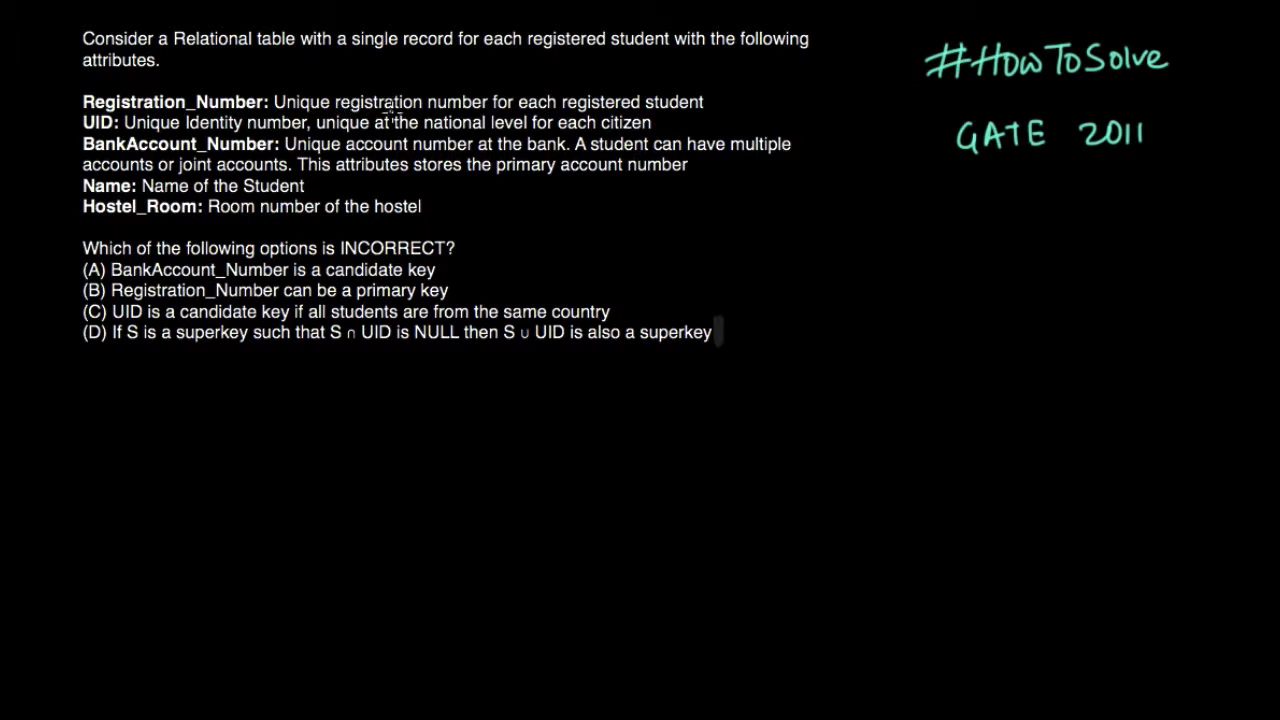 Consider a Relational table with a single record for each registered student with the following
attributes.
Registration_Number: Unique registration number for each registered student
UID: Unique Identity number, unique at the national level for each citizen
BankAccount_Number: Unique account number at the bank. A student can have multiple
accounts or joint accounts. This attributes stores the primary account number
Name: Name of the Student
Hostel_Room: Room number of the hostel
Which of the following options is INCORRECT?
(A) BankAccount_Number is a candidate key
(B) Registration_Number can be a primary key
(C) UID is a candidate key if all students are from the same country
(D) If S is a superkey such that S ∩ UID is NULL then S ∪ UID is also a superkey
#HowToSolve
GATE 2011